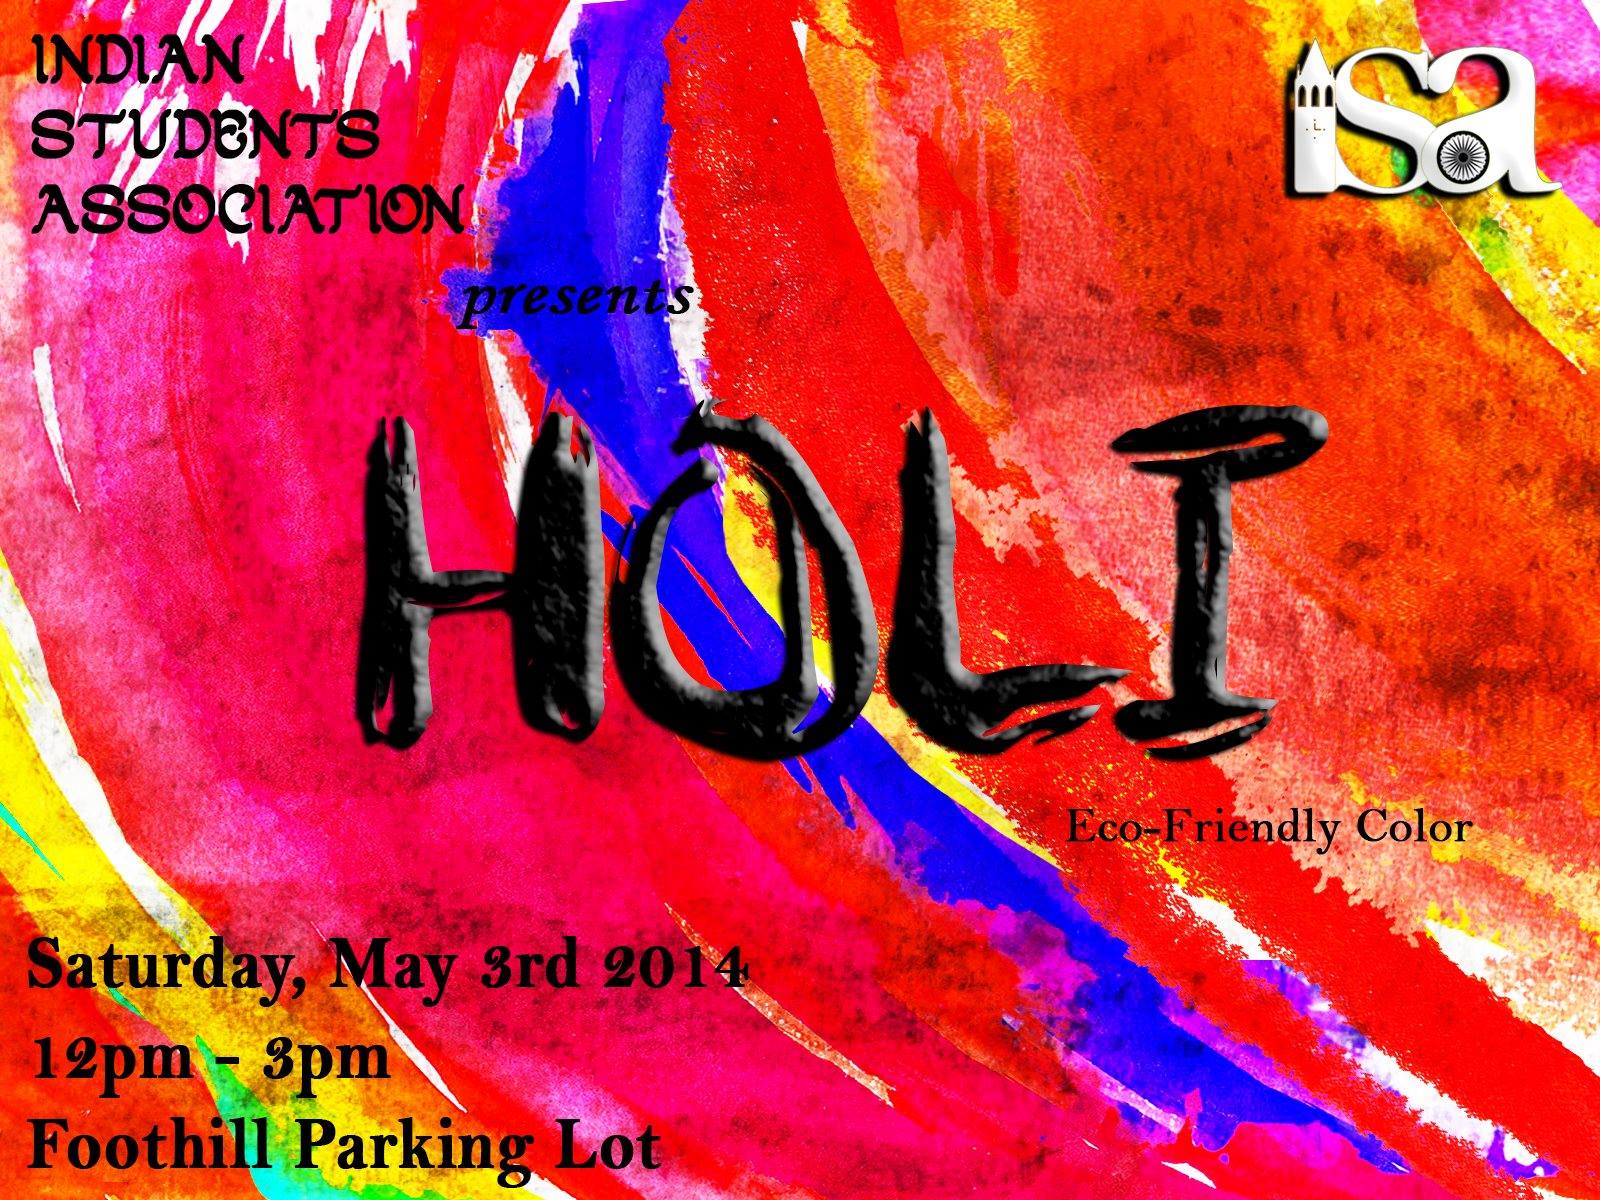 INDIAN
STUDENTS
ASSOCIATION
isa
presents
HOLI
Eco-Friendly Color
Saturday, May 3rd 2014
12pm - 3pm
Foothill Parking Lot